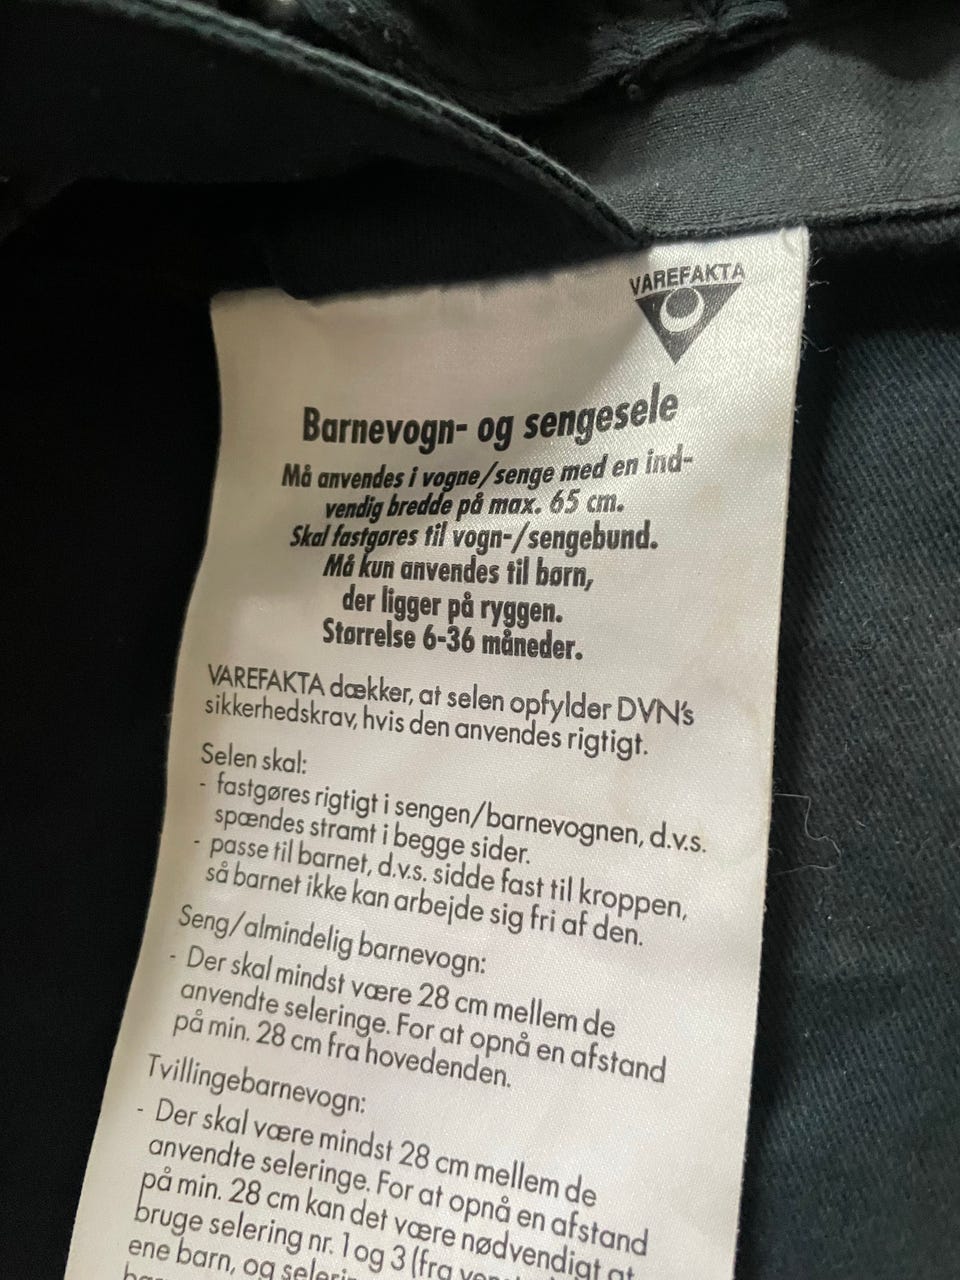 VAREFAKTA
Barnevogn- og sengesele
Må anvendes i vogne/senge med en ind-
vendig bredde på max. 65 cm.
Skal fastgøres til vogn-/sengebund.
Må kun anvendes til børn,
der ligger på ryggen.
Størrelse 6-36 måneder.
VAREFAKTA dækker, at selen opfylder DVN's
sikkerhedskrav, hvis den anvendes rigtigt.
Selen skal:
- fastgøres rigtigt i sengen/barnevognen, d.v.s.
spændes stramt i begge sider.
- passe til barnet, d.v.s. sidde fast til kroppen,
så barnet ikke kan arbejde sig fri af den.
Seng/almindelig barnevogn:
- Der skal mindst være 28 cm mellem de
anvendte seleringe. For at opnå en afstand
på min. 28 cm fra hovedenden.
Tvillingebarnevogn:
- Der skal være mindst 28 cm mellem de
anvendte seleringe. For at opnå en afstand
på min. 28 cm kan det være nødvendigt at
bruge selering nr. 1 og 3 (fra
ene barn, og